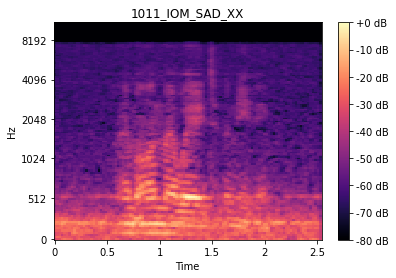 1011_IOM_SAD_XX
+0 dB
8192
-10 dB
4096
-20 dB
-30 dB
2048
Hz
-40 dB
1024
-50 dB
512
-60 dB
-70 dB
0
-80 dB
0 0.5 1 1.5 2 2.5
Time